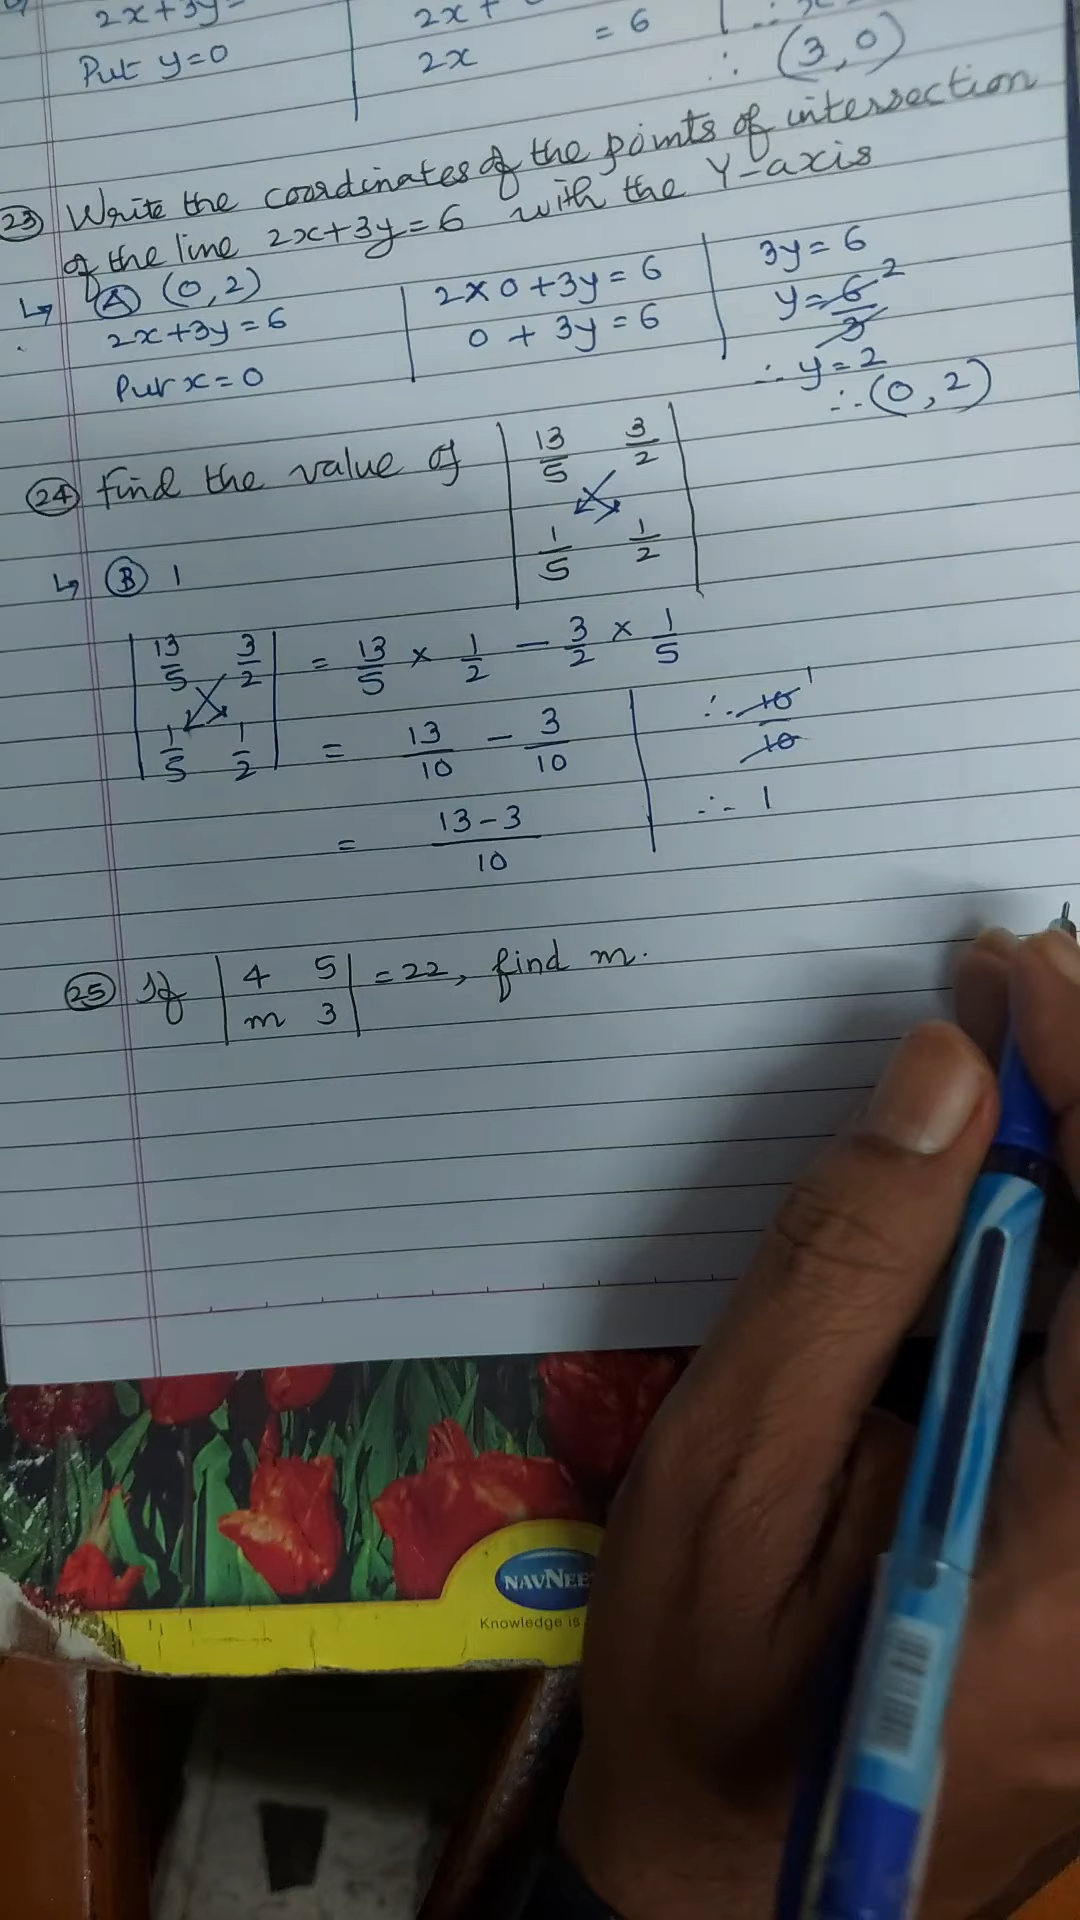 2x+3y=
Put y=0
2x+
2x = 6
∴ (3,0)
(23) Write the coordinates of the points of intersection
of the line 2x+3y=6 with the Y-axis
↳ (A) (0,2)
2x+3y=6
Put x=0
2×0+3y=6
0 + 3y=6
3y=6
y=6/3 2
∴ y=2
∴ (0,2)
(24) Find the value of | 13/5 3/2 |
| 1/5 1/2 |
↳ (B) 1
| 13/5 3/2 | = 13/5 × 1/2 - 3/2 × 1/5
| 1/5 1/2 | = 13/10 - 3/10
= 13-3/10
∴ 10/10 1
∴ 1
(25) If | 4 5 | = 22, find m.
| m 3 |
NAVNEE
Knowledge is